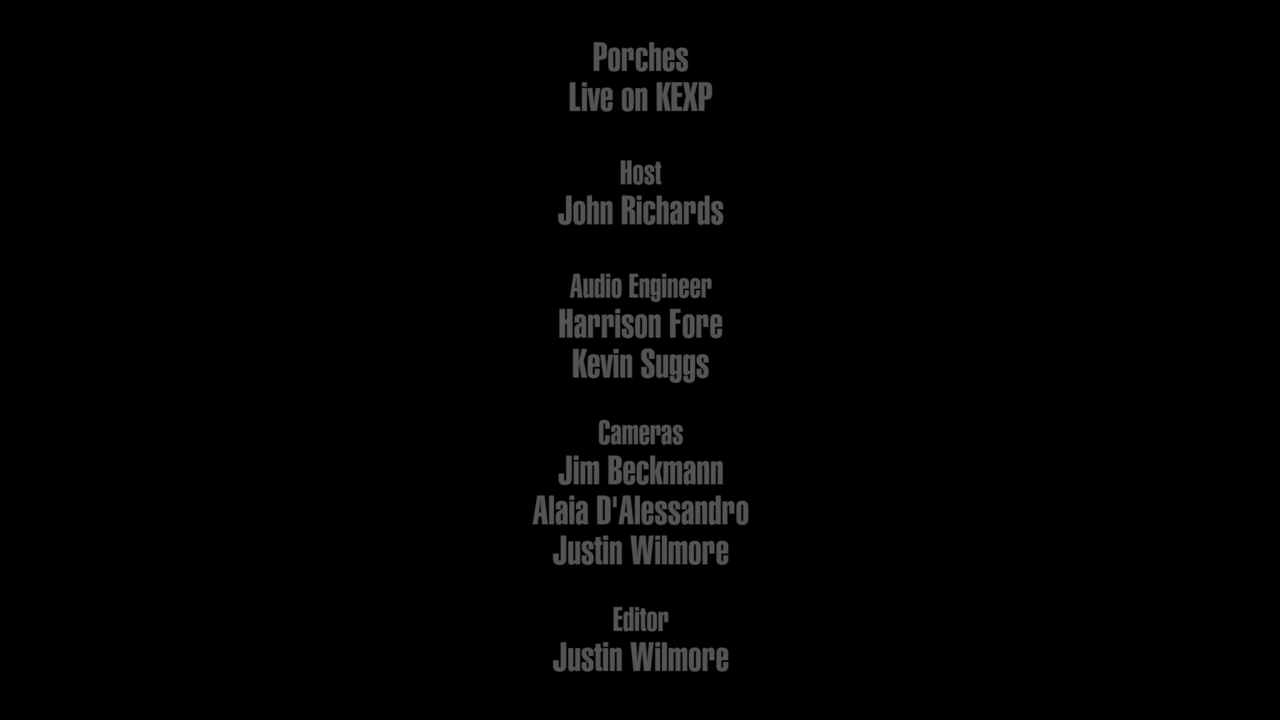 Porches
Live on KEXP
Host
John Richards
Audio Engineer
Harrison Fore
Kevin Suggs
Cameras
Jim Beckmann
Alaia D'Alessandro
Justin Wilmore
Editor
Justin Wilmore